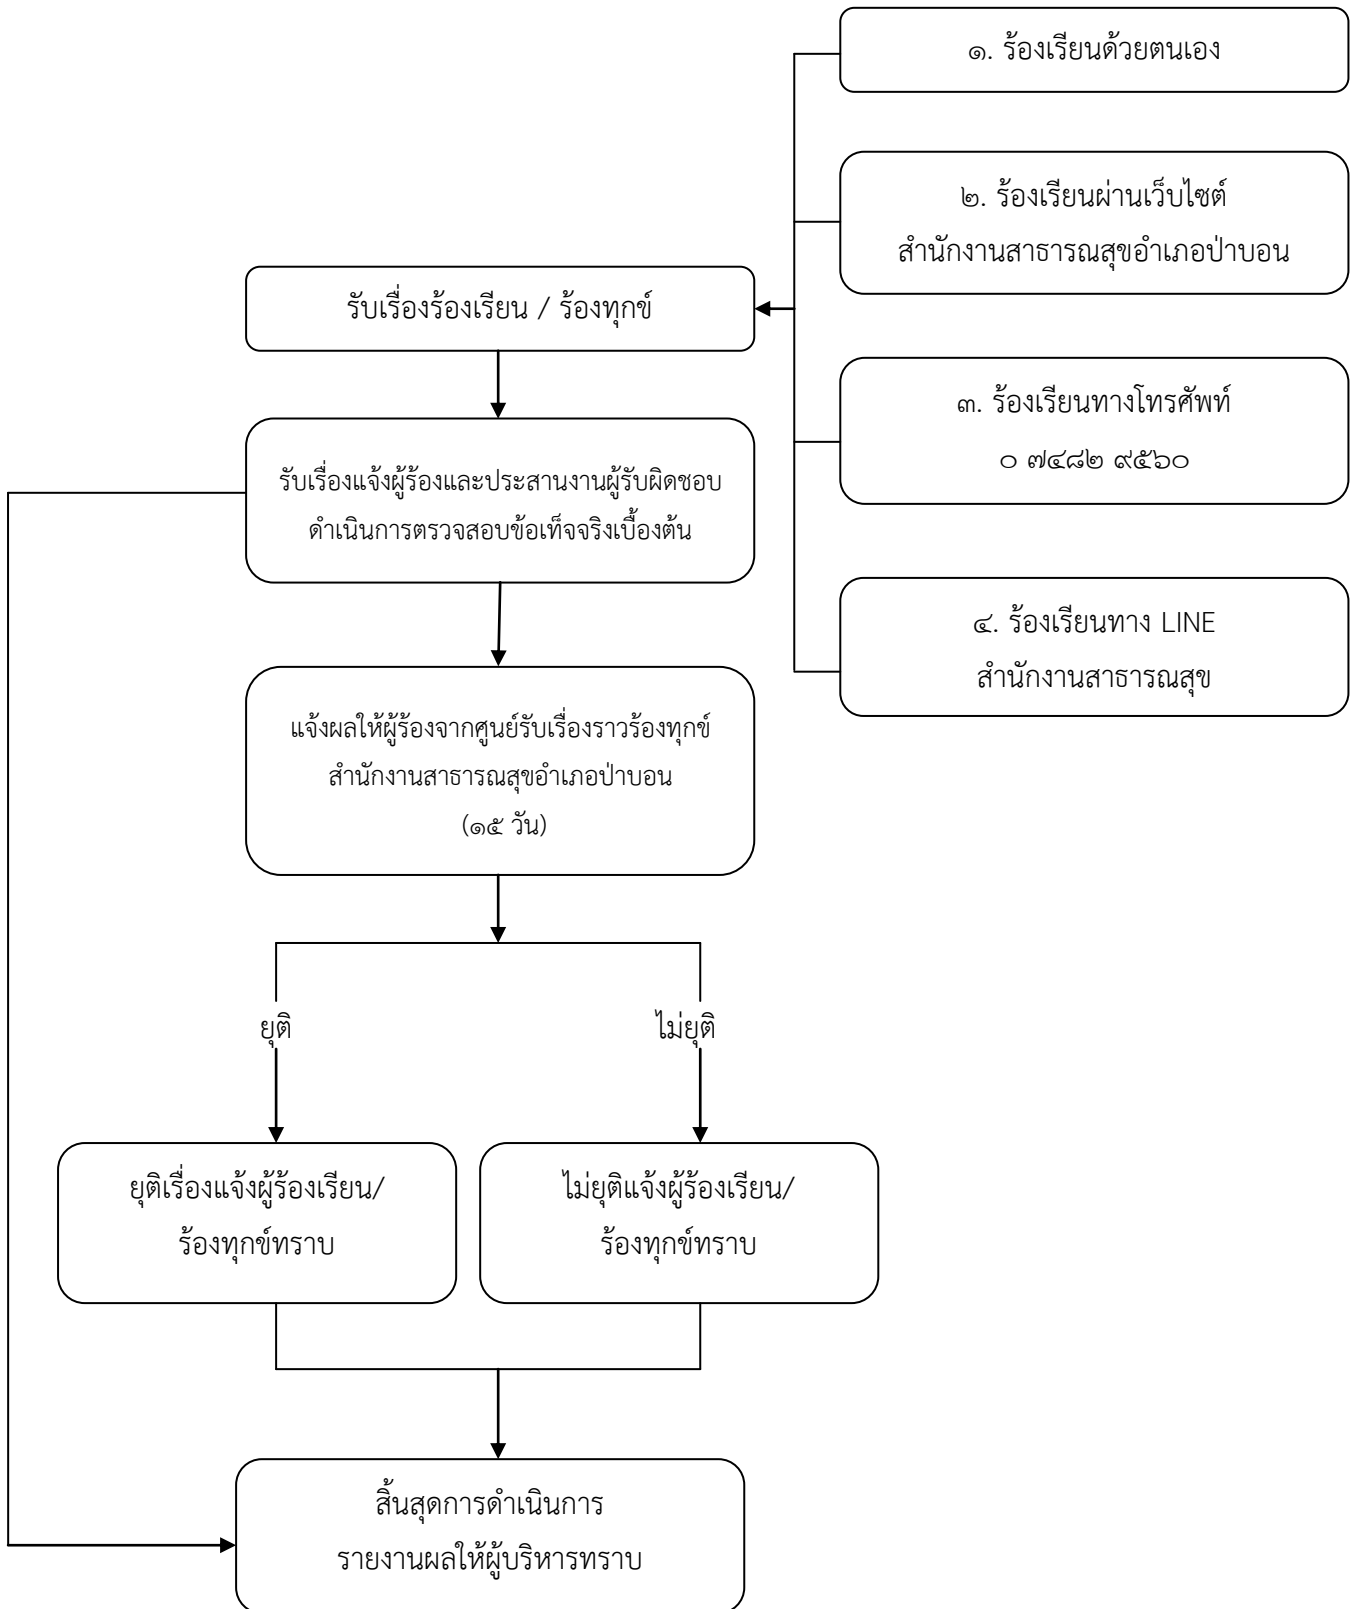 ๑. ร้องเรียนด้วยตนเอง
๒. ร้องเรียนผ่านเว็บไซต์
สำนักงานสาธารณสุขอำเภอป่าบอน
รับเรื่องร้องเรียน / ร้องทุกข์
๓. ร้องเรียนทางโทรศัพท์
๐ ๗๔๘๒ ๙๕๖๐
รับเรื่องแจ้งผู้ร้องและประสานงานผู้รับผิดชอบ
ดำเนินการตรวจสอบข้อเท็จจริงเบื้องต้น
๔. ร้องเรียนทาง LINE
สำนักงานสาธารณสุข
แจ้งผลให้ผู้ร้องจากศูนย์รับเรื่องราวร้องทุกข์
สำนักงานสาธารณสุขอำเภอป่าบอน
(๑๕ วัน)
ยุติ
ไม่ยุติ
ยุติเรื่องแจ้งผู้ร้องเรียน/
ร้องทุกข์ทราบ
ไม่ยุติแจ้งผู้ร้องเรียน/
ร้องทุกข์ทราบ
สิ้นสุดการดำเนินการ
รายงานผลให้ผู้บริหารทราบ